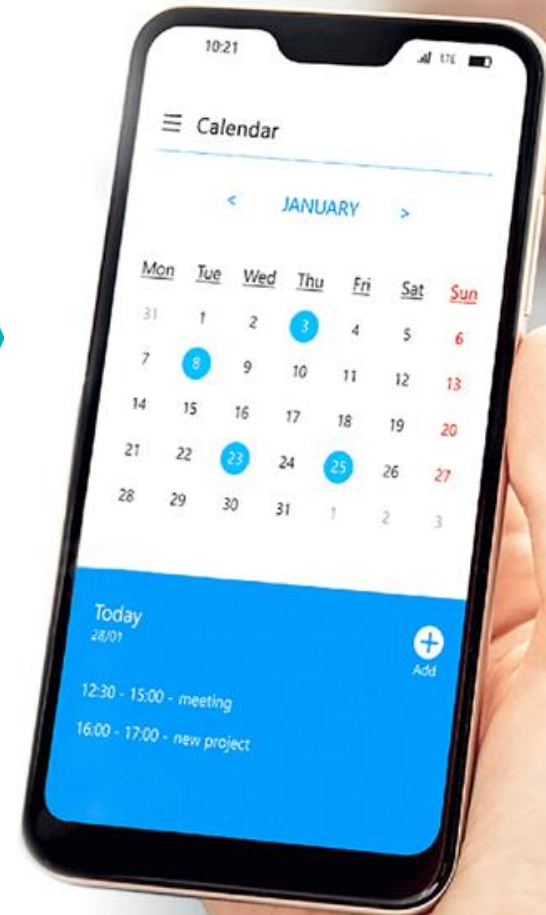 10:21 LTE
Calendar
< JANUARY >
Mon Tue Wed Thu Fri Sat Sun
31 1 2 3 4 5 6
7 8 9 10 11 12 13
14 15 16 17 18 19 20
21 22 23 24 25 26 27
28 29 30 31 1 2 3
Today
28/01
Add
12:30 - 15:00 - meeting
16:00 - 17:00 - new project